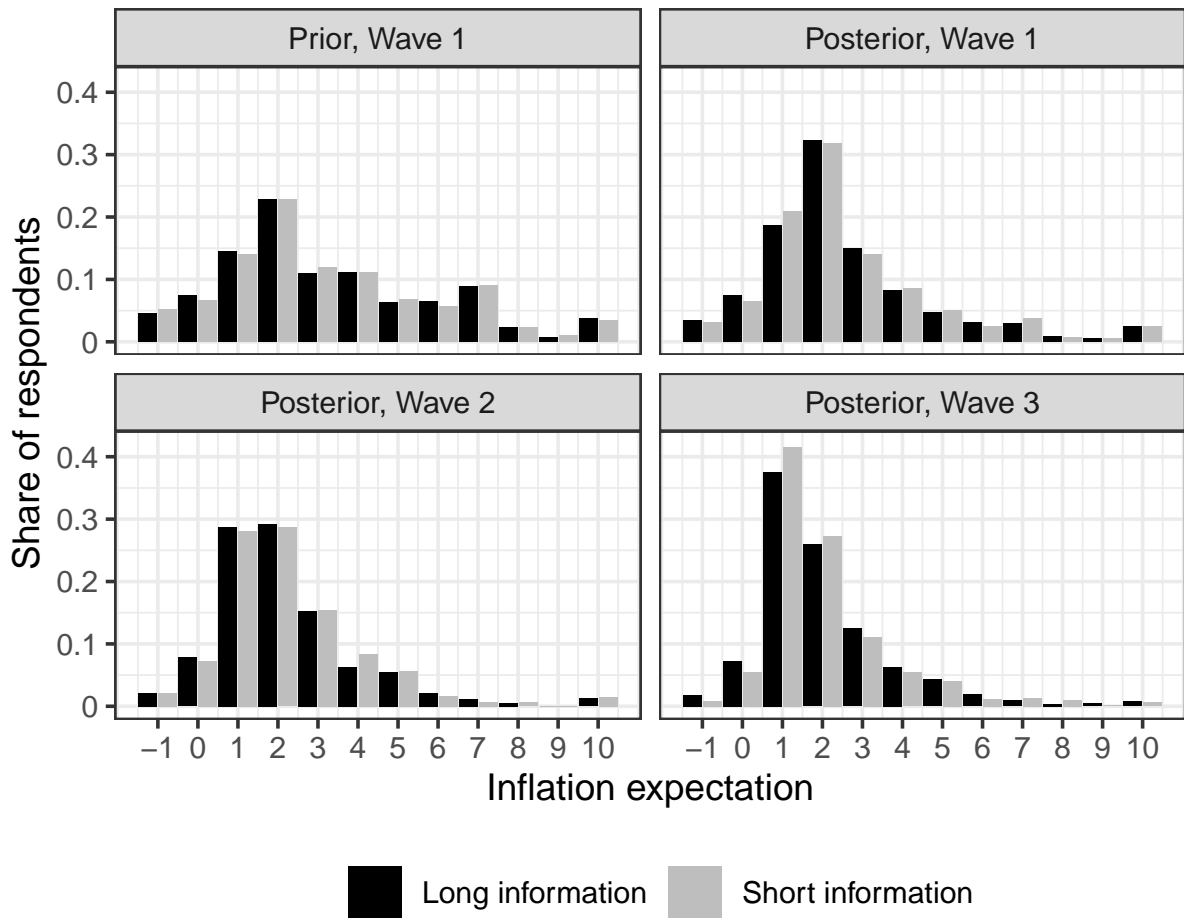 Prior, Wave 1
Posterior, Wave 1
0.4
0.3
0.2
0.1
0
Posterior, Wave 2
Posterior, Wave 3
0.4
0.3
0.2
0.1
0
Share of respondents
−1 0 1 2 3 4 5 6 7 8 9 10
−1 0 1 2 3 4 5 6 7 8 9 10
Inflation expectation
Long information
Short information